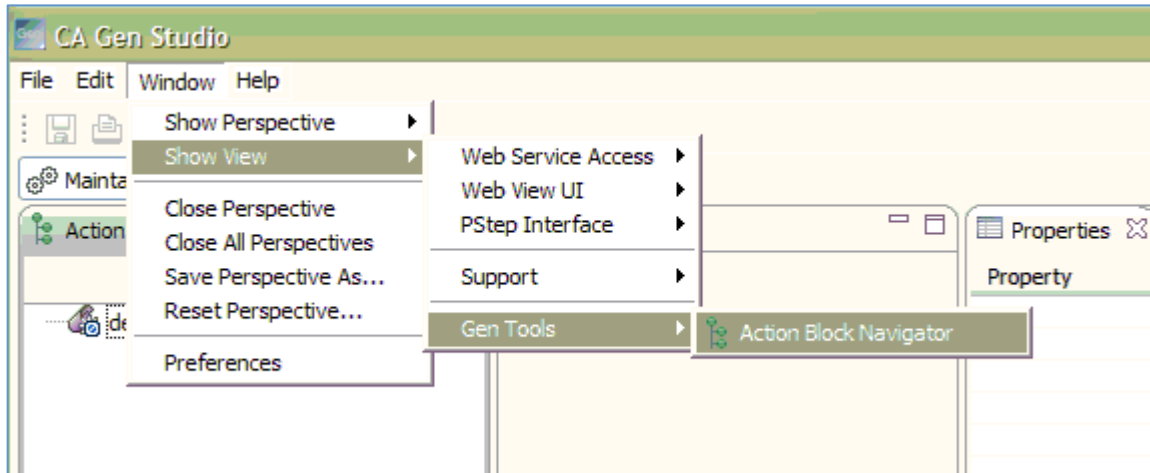 CA Gen Studio
File Edit Window Help
Show Perspective
Show View
Close Perspective
Close All Perspectives
Save Perspective As...
Reset Perspective...
Preferences
Web Service Access
Web View UI
PStep Interface
Support
Gen Tools
Action Block Navigator
Mainta
Action
de
Properties
Property